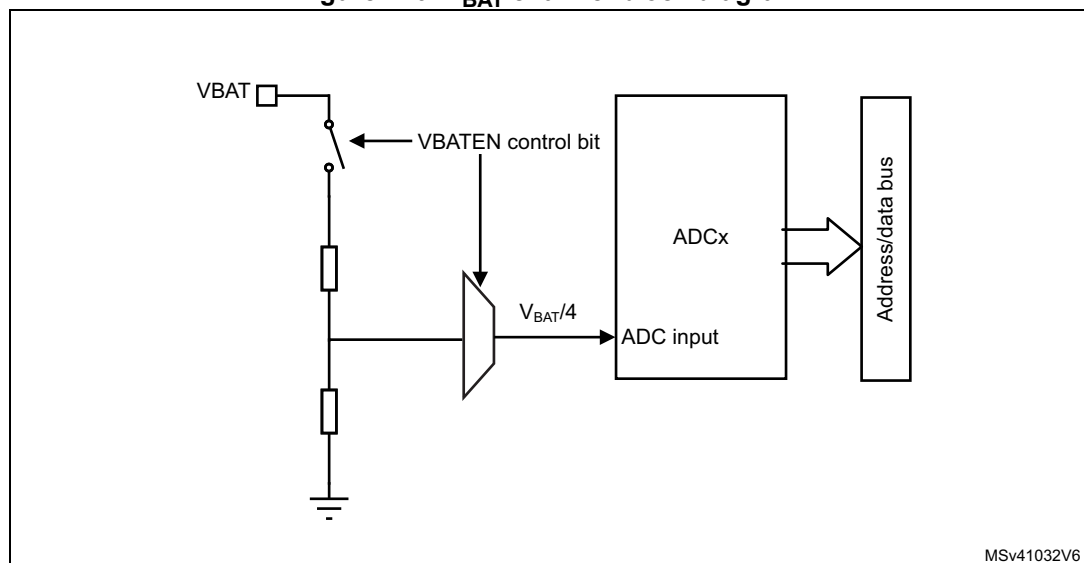 VBAT
VBATEN control bit
ADCx
Address/data bus
VBAT/4
ADC input
MSv41032V6